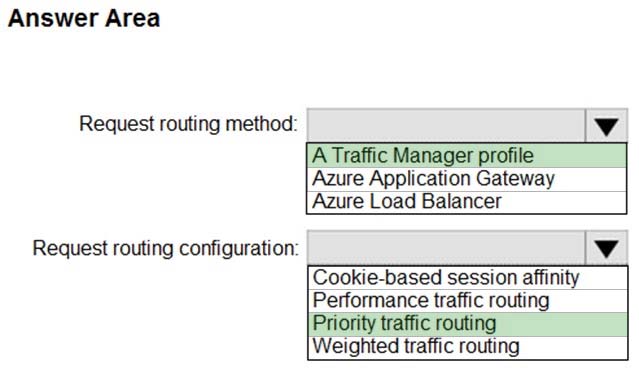 Answer Area
Request routing method:
A Traffic Manager profile
Azure Application Gateway
Azure Load Balancer
Request routing configuration:
Cookie-based session affinity
Performance traffic routing
Priority traffic routing
Weighted traffic routing